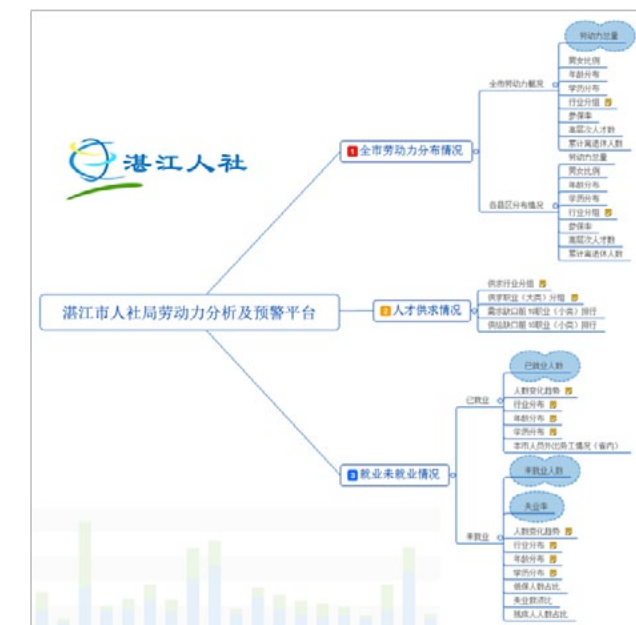 湛江人社
湛江市人社局劳动力分析及预警平台
1 全市劳动力分布情况
全市劳动力概况
劳动力总量
男女比例
年龄分布
学历分布
行业分组
参保率
高层次人才数
累计离退休人数
各县区分布情况
劳动力总量
男女比例
年龄分布
学历分布
行业分组
参保率
高层次人才数
累计离退休人数
2 人才供求情况
供求行业分组
供求职业（大类）分组
需求缺口前10职业（小类）排行
供给缺口前10职业（小类）排行
3 就业未就业情况
已就业
已就业人数
人数变化趋势
行业分布
年龄分布
学历分布
本市人员外出务工情况（省内）
未就业
未就业人数
失业率
人数变化趋势
行业分布
年龄分布
学历分布
低保人数占比
失业救济比
残疾人人数占比